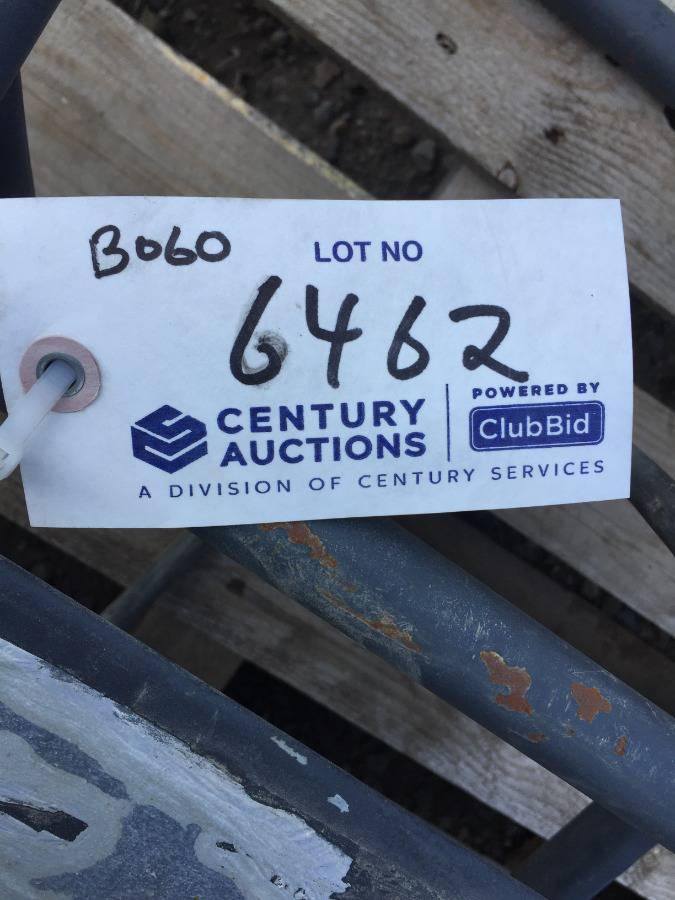 B060 LOT NO
6462
CENTURY AUCTIONS
POWERED BY
ClubBid
A DIVISION OF CENTURY SERVICES